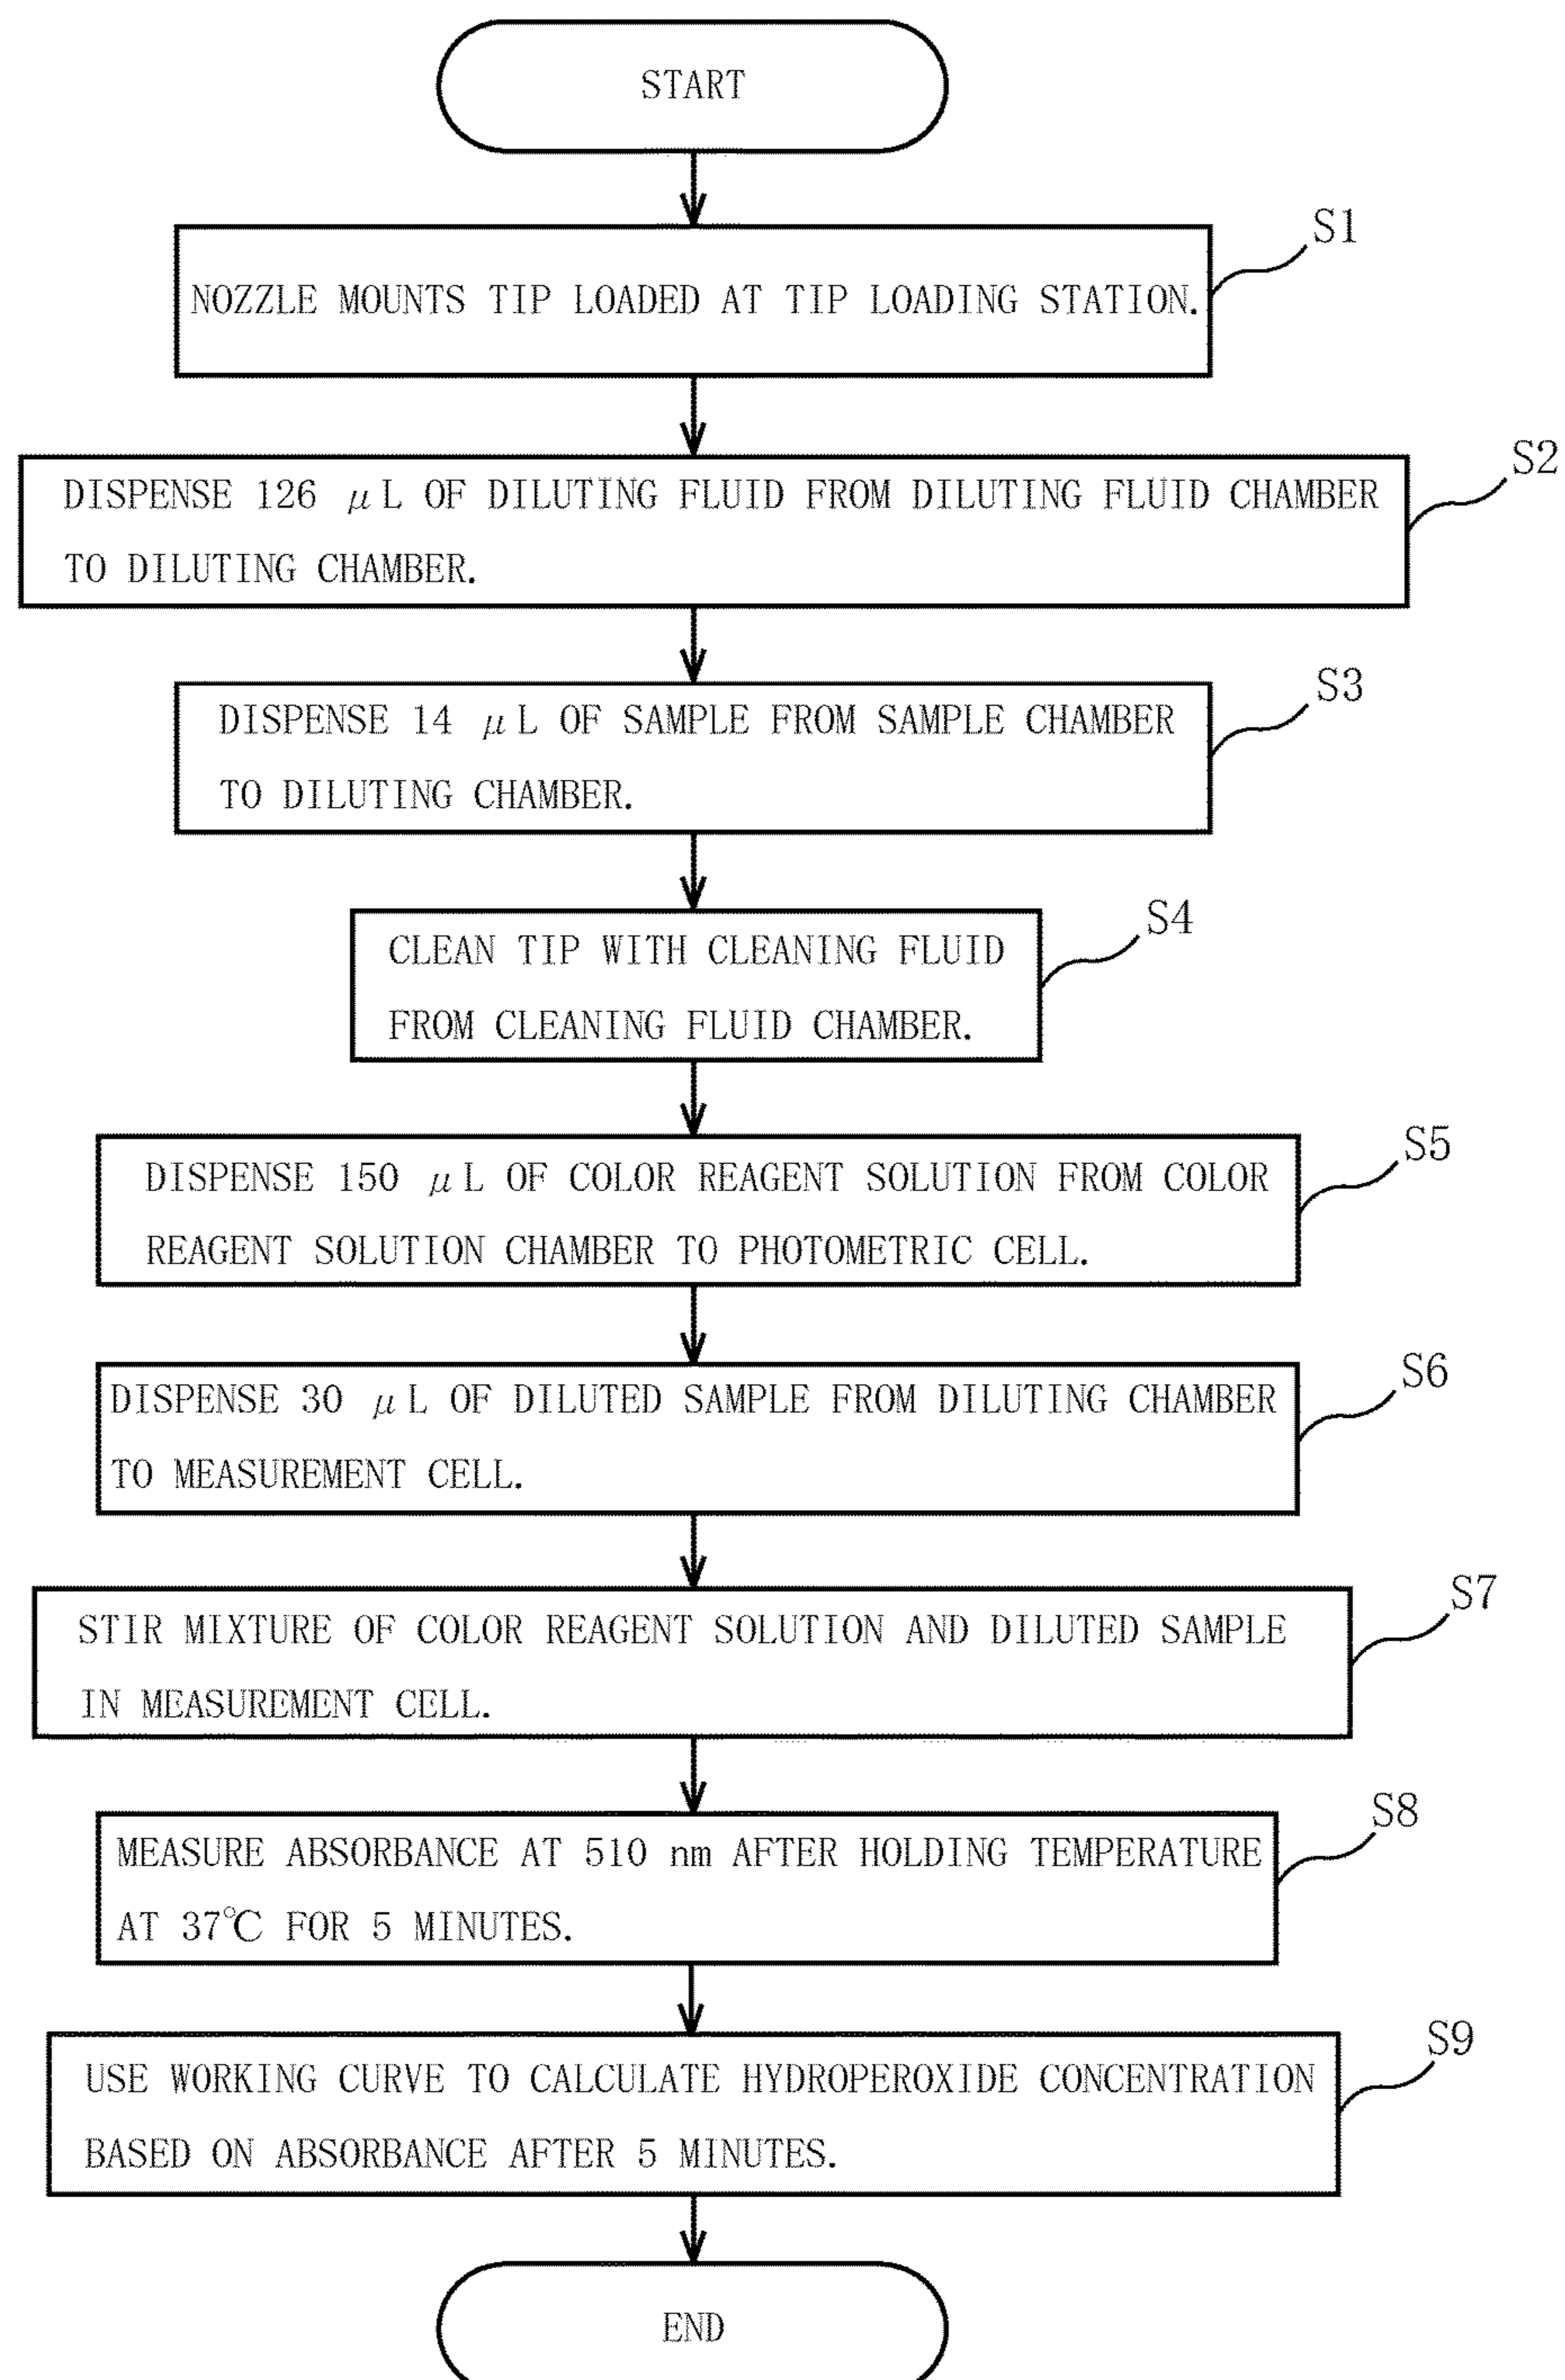 START
S1
NOZZLE MOUNTS TIP LOADED AT TIP LOADING STATION.
S2
DISPENSE 126 μL OF DILUTING FLUID FROM DILUTING FLUID CHAMBER
TO DILUTING CHAMBER.
S3
DISPENSE 14 μL OF SAMPLE FROM SAMPLE CHAMBER
TO DILUTING CHAMBER.
S4
CLEAN TIP WITH CLEANING FLUID
FROM CLEANING FLUID CHAMBER.
S5
DISPENSE 150 μL OF COLOR REAGENT SOLUTION FROM COLOR
REAGENT SOLUTION CHAMBER TO PHOTOMETRIC CELL.
S6
DISPENSE 30 μL OF DILUTED SAMPLE FROM DILUTING CHAMBER
TO MEASUREMENT CELL.
S7
STIR MIXTURE OF COLOR REAGENT SOLUTION AND DILUTED SAMPLE
IN MEASUREMENT CELL.
S8
MEASURE ABSORBANCE AT 510 nm AFTER HOLDING TEMPERATURE
AT 37℃ FOR 5 MINUTES.
S9
USE WORKING CURVE TO CALCULATE HYDROPEROXIDE CONCENTRATION
BASED ON ABSORBANCE AFTER 5 MINUTES.
END